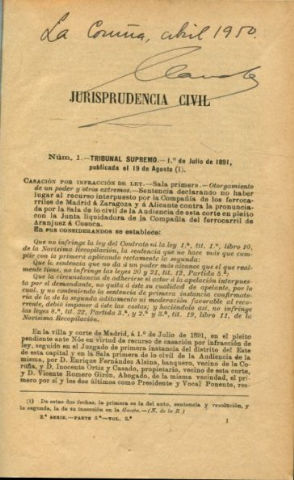 La Coruña, abril 1950.
JURISPRUDENCIA CIVIL
Núm. 1.—TRIBUNAL SUPREMO.—1.º de Julio de 1891,
publicada el 19 de Agosto (1).
CASACIÓN POR INFRACCIÓN DE LEY.—Sala primera.—Otorgamiento
de un poder y otros extremos.—Sentencia declarando no haber
lugar al recurso interpuesto por la Compañía de los ferroca-
rriles de Madrid á Zaragoza y á Alicante contra la pronuncia-
da por la Sala de lo civil de la Audiencia de esta corte en pleito
con la Junta liquidadora de la Compañía del ferrocarril de
Aranjuez á Cuenca.
EN SUS CONSIDERANDOS se establece:
Que no infringe la ley del Contrato ni la ley 1.ª, tít. 1.º, libro 10,
de la Novísima Recopilación, la sentencia que no hace más que cum-
plir con la primera aplicando rectamente la segunda:
Que la sentencia que no da á un poder más alcance que el que real-
mente tiene, no infringe las leyes 20 y 21, tít. 12, Partida 5.ª:
Que la circunstancia de adherirse el actor á la apelación interpues-
ta por el demandado, no quita á éste su cualidad de apelante, por lo
cual, y no conteniendo la sentencia de primera instancia confirmato-
ria de la de la segunda aditamento ni moderación favorable al recu-
rrente, debió imponer á éste las costas; y haciéndolo así, no infringe
las leyes 8.ª, tít. 22, Partida 3.ª, y 2.ª y 3.ª, tít. 19, libro 11, de la
Novísima Recopilación.
En la villa y corte de Madrid, á 1.º de Julio de 1891, en el pleito
pendiente ante Nós en virtud de recurso de casación por infracción de
ley, seguido en el Juzgado de primera instancia del distrito del Este
de esta capital y en la Sala primera de lo civil de la Audiencia de la
misma, por D. Enrique Fernández Alsina, banquero, vecino de la Co-
ruña, y D. Inocente Ortiz y Casado, propietario, vecino de esta corte,
y D. Vicente Romero Girón, Abogado, de la misma vecindad, el pri-
mero por sí y los dos últimos como Presidente y Vocal Ponente, res-
(1) De estas dos fechas, la primera es la del auto, sentencia y resolución, y
la segunda, la de su inserción en la Gaceta.—(N. de la R.)
2.ª SERIE.—PARTE 3.ª—VOL. 2.º 1